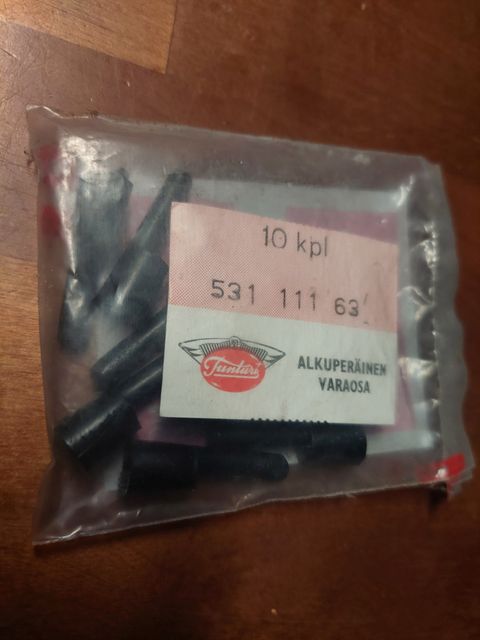 10 kpl
531 111 63
Tunturi
ALKUPERÄINEN
VARAOSA